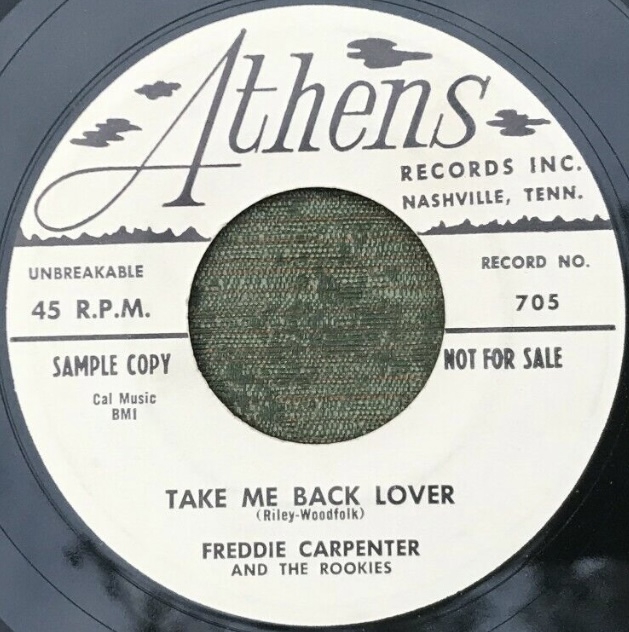 Athens
RECORDS INC.
NASHVILLE, TENN.
UNBREAKABLE
45 R.P.M.
RECORD NO.
705
SAMPLE COPY
NOT FOR SALE
Cal Music
BMI
TAKE ME BACK LOVER
(Riley-Woodfolk)
FREDDIE CARPENTER
AND THE ROOKIES